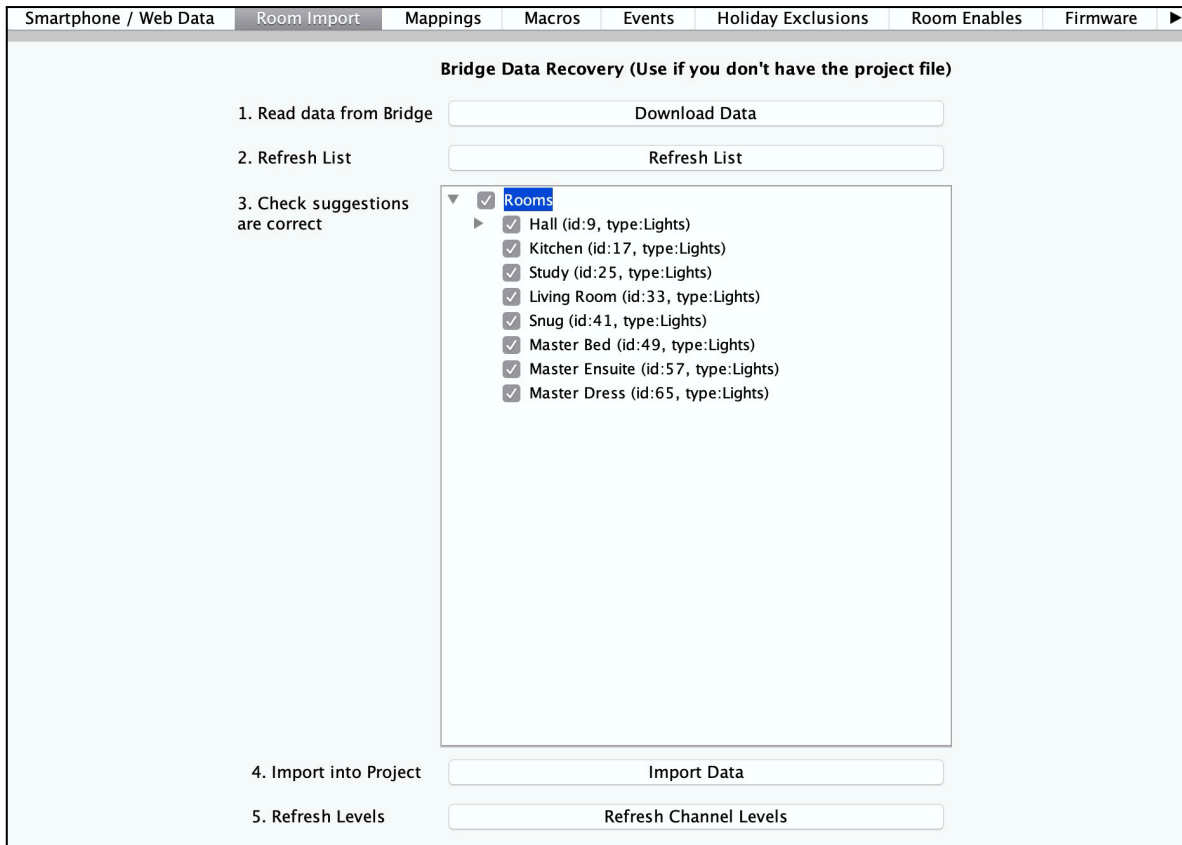 Smartphone / Web Data Room Import Mappings Macros Events Holiday Exclusions Room Enables Firmware
Bridge Data Recovery (Use if you don't have the project file)
1. Read data from Bridge Download Data
2. Refresh List Refresh List
3. Check suggestions
are correct
Rooms
Hall (id:9, type:Lights)
Kitchen (id:17, type:Lights)
Study (id:25, type:Lights)
Living Room (id:33, type:Lights)
Snug (id:41, type:Lights)
Master Bed (id:49, type:Lights)
Master Ensuite (id:57, type:Lights)
Master Dress (id:65, type:Lights)
4. Import into Project Import Data
5. Refresh Levels Refresh Channel Levels